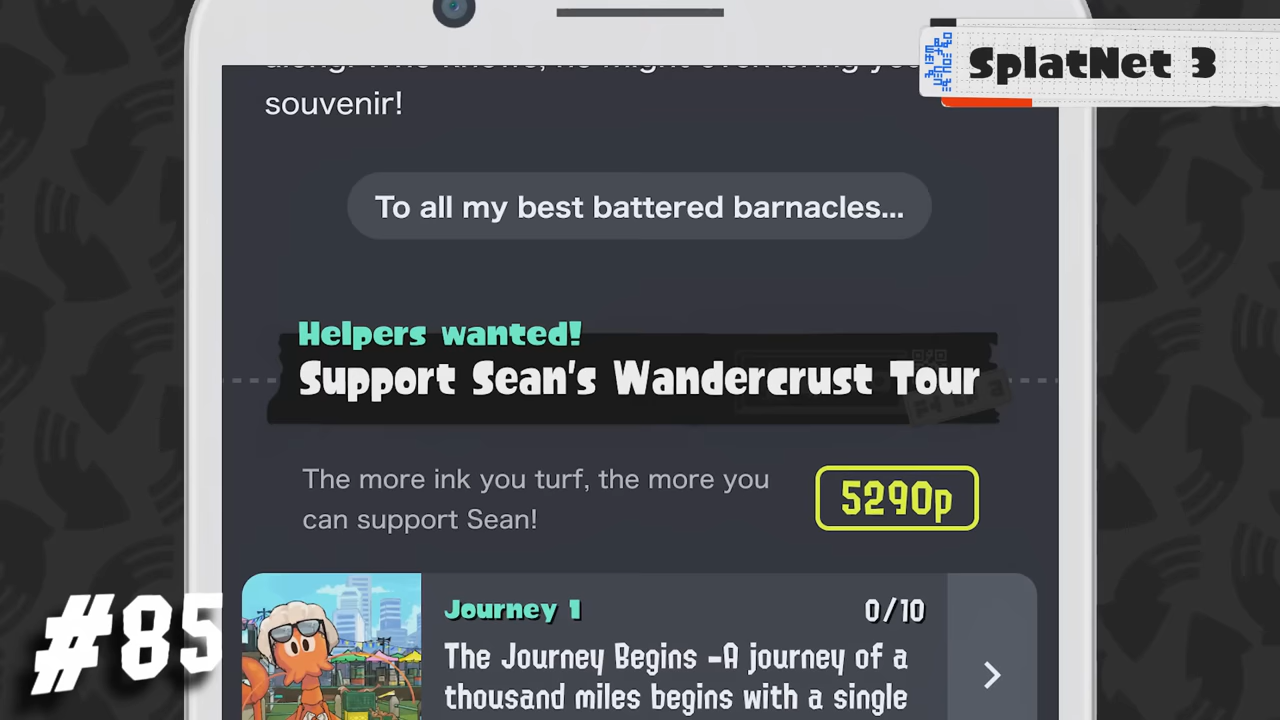 SplatNet 3
souvenir!
To all my best battered barnacles...
Helpers wanted!
Support Sean's Wandercrust Tour
The more ink you turf, the more you
can support Sean!
5290p
#85
Journey 1
0/10
The Journey Begins -A journey of a
thousand miles begins with a single